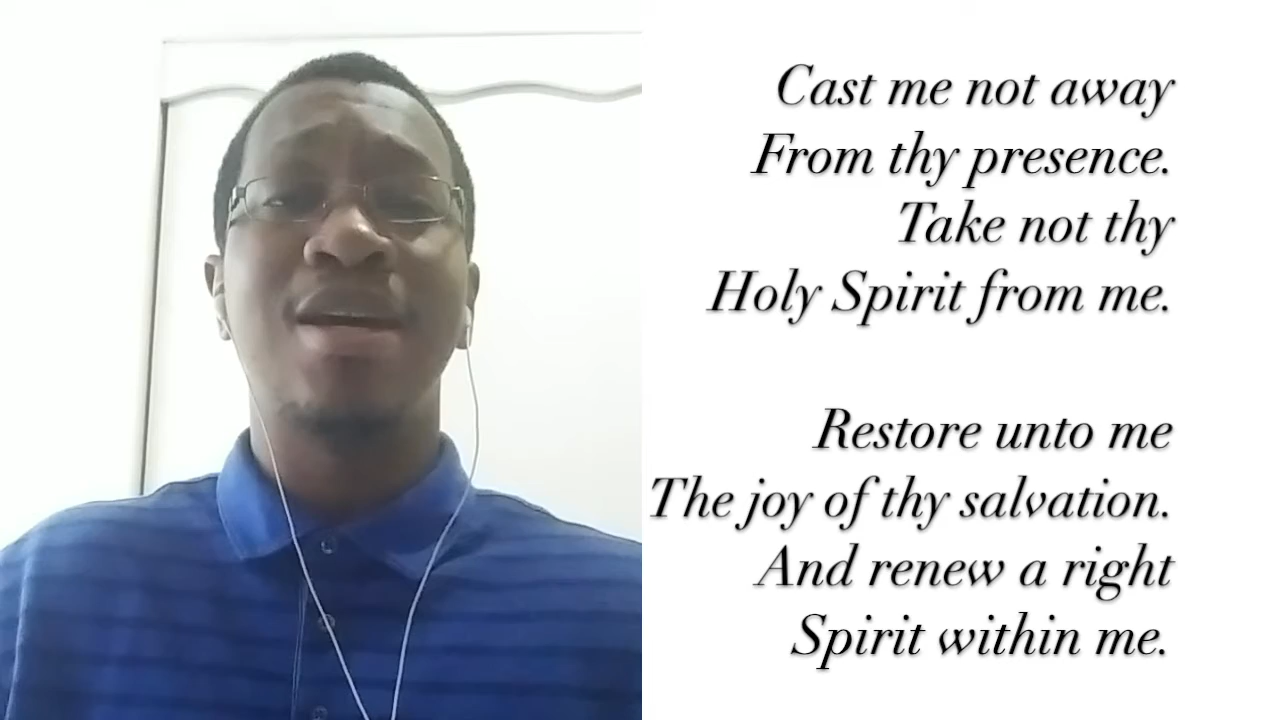 Cast me not away
From thy presence.
Take not thy
Holy Spirit from me.
Restore unto me
The joy of thy salvation.
And renew a right
Spirit within me.